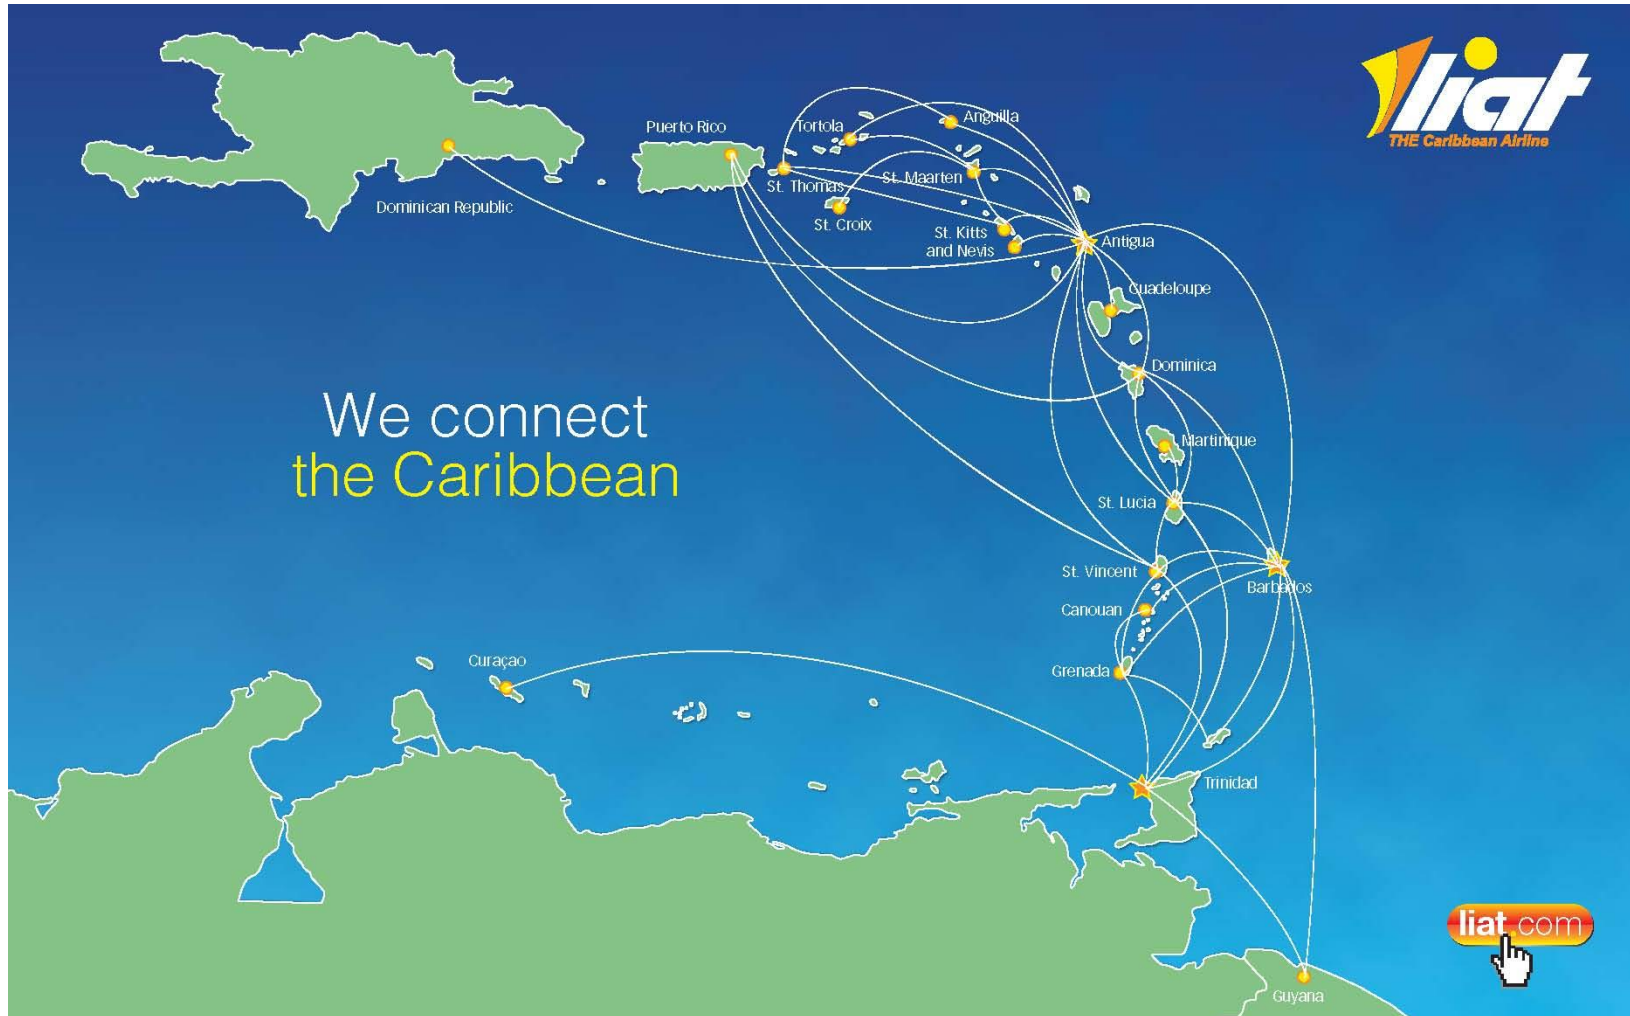 liat
THE Caribbean Airline
Puerto Rico
Tortola
Anguilla
Dominican Republic
St. Thomas
St. Maarten
St. Croix
St. Kitts
and Nevis
Antigua
Guadeloupe
Dominica
We connect
the Caribbean
Martinique
St. Lucia
St. Vincent
Barbados
Canouan
Curaçao
Grenada
Trinidad
liat.com
Guyana